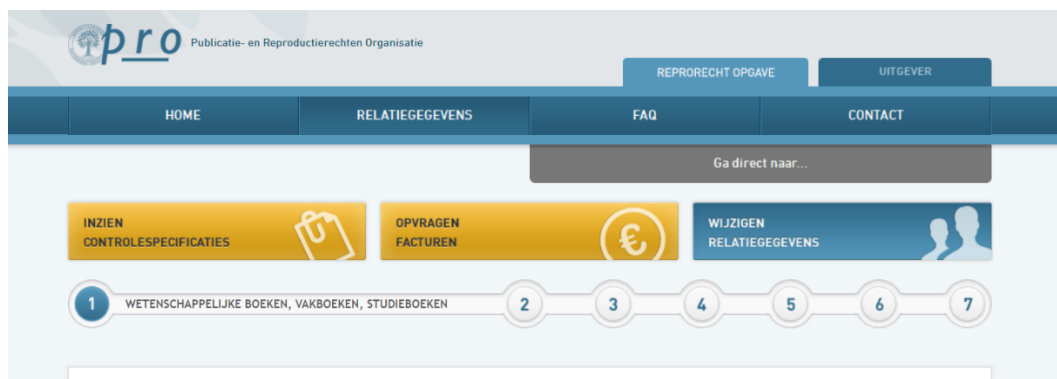 pro Publicatie- en Reproductierechten Organisatie
REPRORECHT OPGAVE UITGEVER
HOME RELATIEGEGEVENS FAQ CONTACT
Ga direct naar...
INZIEN
CONTROLESPECIFICATIES
OPVRAGEN
FACTUREN
€
WIJZIGEN
RELATIEGEGEVENS
1 WETENSCHAPPELIJKE BOEKEN, VAKBOEKEN, STUDIEBOEKEN 2 3 4 5 6 7